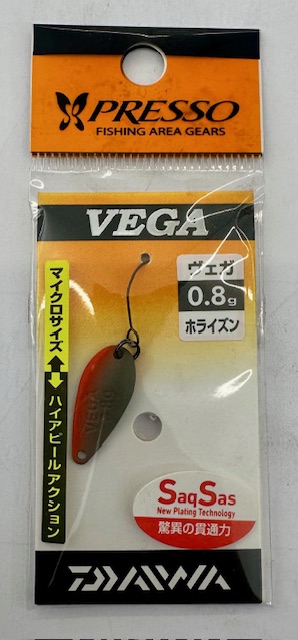 PRESSO
FISHING AREA GEARS
VEGA
ヴェガ
0.8g
ホライズン
マイクロサイズ
ハイアピールアクション
VEGA
SaqSas
New Plating Technology
驚異の貫通力
DAIWA